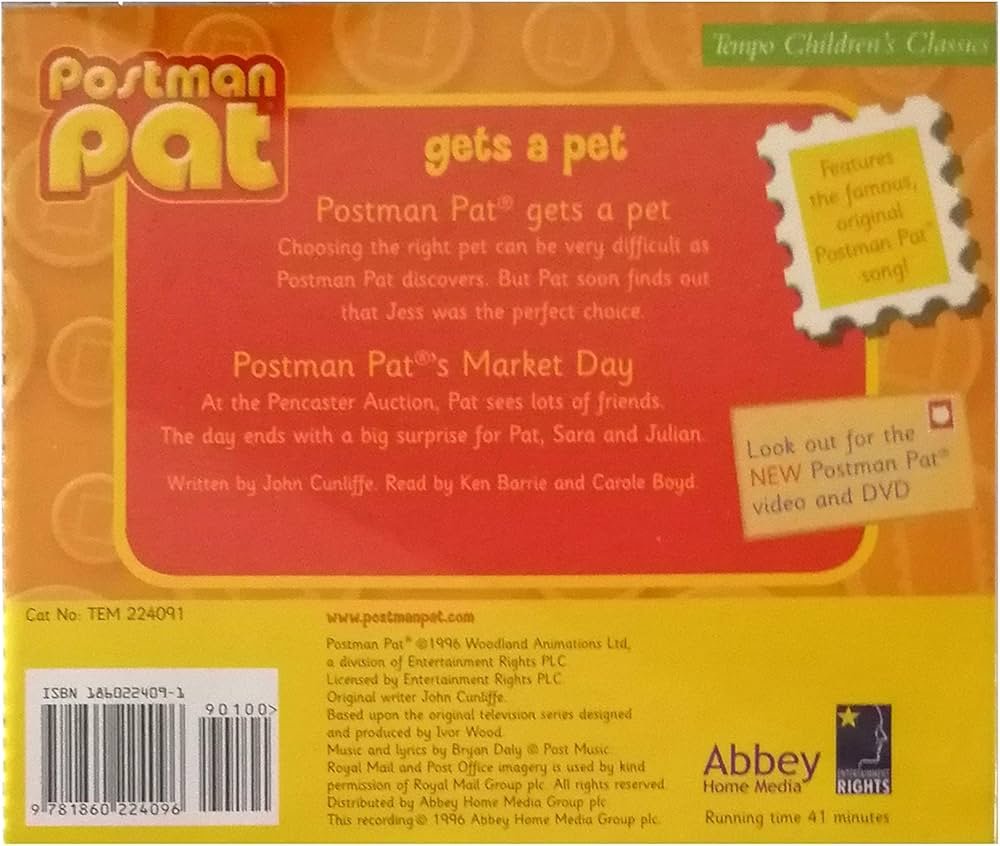 Tempo Children's Classics
Postman
pat
gets a pet
Postman Pat® gets a pet
Choosing the right pet can be very difficult as
Postman Pat discovers. But Pat soon finds out
that Jess was the perfect choice.
Features
the famous,
original
Postman Pat®
song!
Postman Pat®'s Market Day
At the Pencaster Auction, Pat sees lots of friends.
The day ends with a big surprise for Pat, Sara and Julian.
Written by John Cunliffe. Read by Ken Barrie and Carole Boyd.
Look out for the
NEW Postman Pat®
video and DVD
Cat No: TEM 224091
ISBN 186022409-1
90100>
9 781860 224096
www.postmanpat.com
Postman Pat® ©1996 Woodland Animations Ltd,
a division of Entertainment Rights PLC
Licensed by Entertainment Rights PLC
Original writer John Cunliffe.
Based upon the original television series designed
and produced by Ivor Wood.
Music and lyrics by Bryan Daly © Post Music.
Royal Mail and Post Office imagery is used by kind
permission of Royal Mail Group plc. All rights reserved.
Distributed by Abbey Home Media Group plc
This recording © 1996 Abbey Home Media Group plc.
Abbey
Home Media
ENTERTAINMENT
RIGHTS
Running time 41 minutes